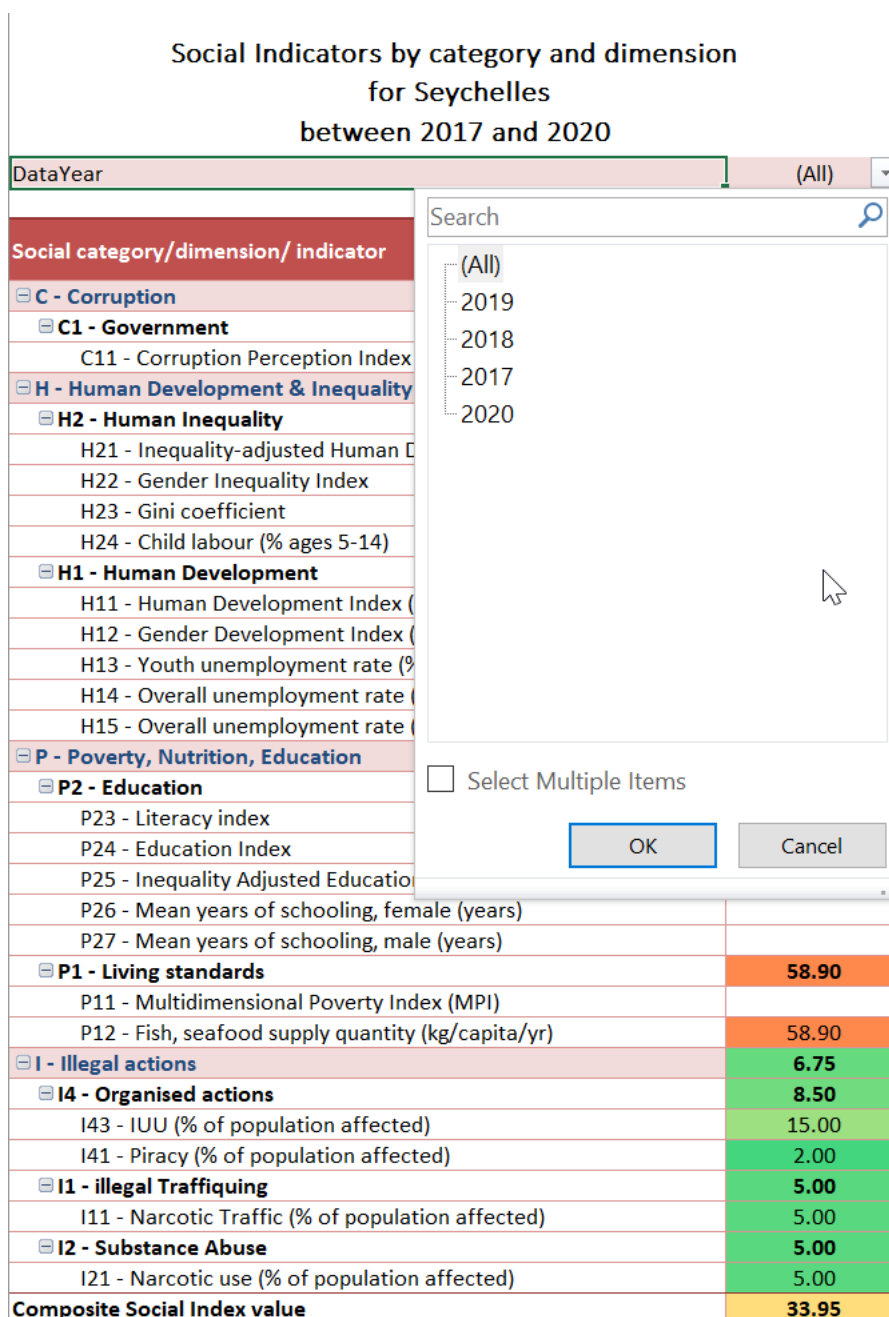 Social Indicators by category and dimension
for Seychelles
between 2017 and 2020
DataYear (All)
Search
Social category/dimension/ indicator
(All)
2019
2018
2017
2020
C - Corruption
C1 - Government
C11 - Corruption Perception Index
H - Human Development & Inequality
H2 - Human Inequality
H21 - Inequality-adjusted Human
H22 - Gender Inequality Index
H23 - Gini coefficient
H24 - Child labour (% ages 5-14)
H1 - Human Development
H11 - Human Development Index (
H12 - Gender Development Index (
H13 - Youth unemployment rate (%
H14 - Overall unemployment rate (
H15 - Overall unemployment rate (
P - Poverty, Nutrition, Education
Select Multiple Items
OK Cancel
P2 - Education
P23 - Literacy index
P24 - Education Index
P25 - Inequality Adjusted Educatio
P26 - Mean years of schooling, female (years)
P27 - Mean years of schooling, male (years)
P1 - Living standards 58.90
P11 - Multidimensional Poverty Index (MPI)
P12 - Fish, seafood supply quantity (kg/capita/yr) 58.90
I - Illegal actions 6.75
I4 - Organised actions 8.50
I43 - IUU (% of population affected) 15.00
I41 - Piracy (% of population affected) 2.00
I1 - illegal Traffiquing 5.00
I11 - Narcotic Traffic (% of population affected) 5.00
I2 - Substance Abuse 5.00
I21 - Narcotic use (% of population affected) 5.00
Composite Social Index value 33.95